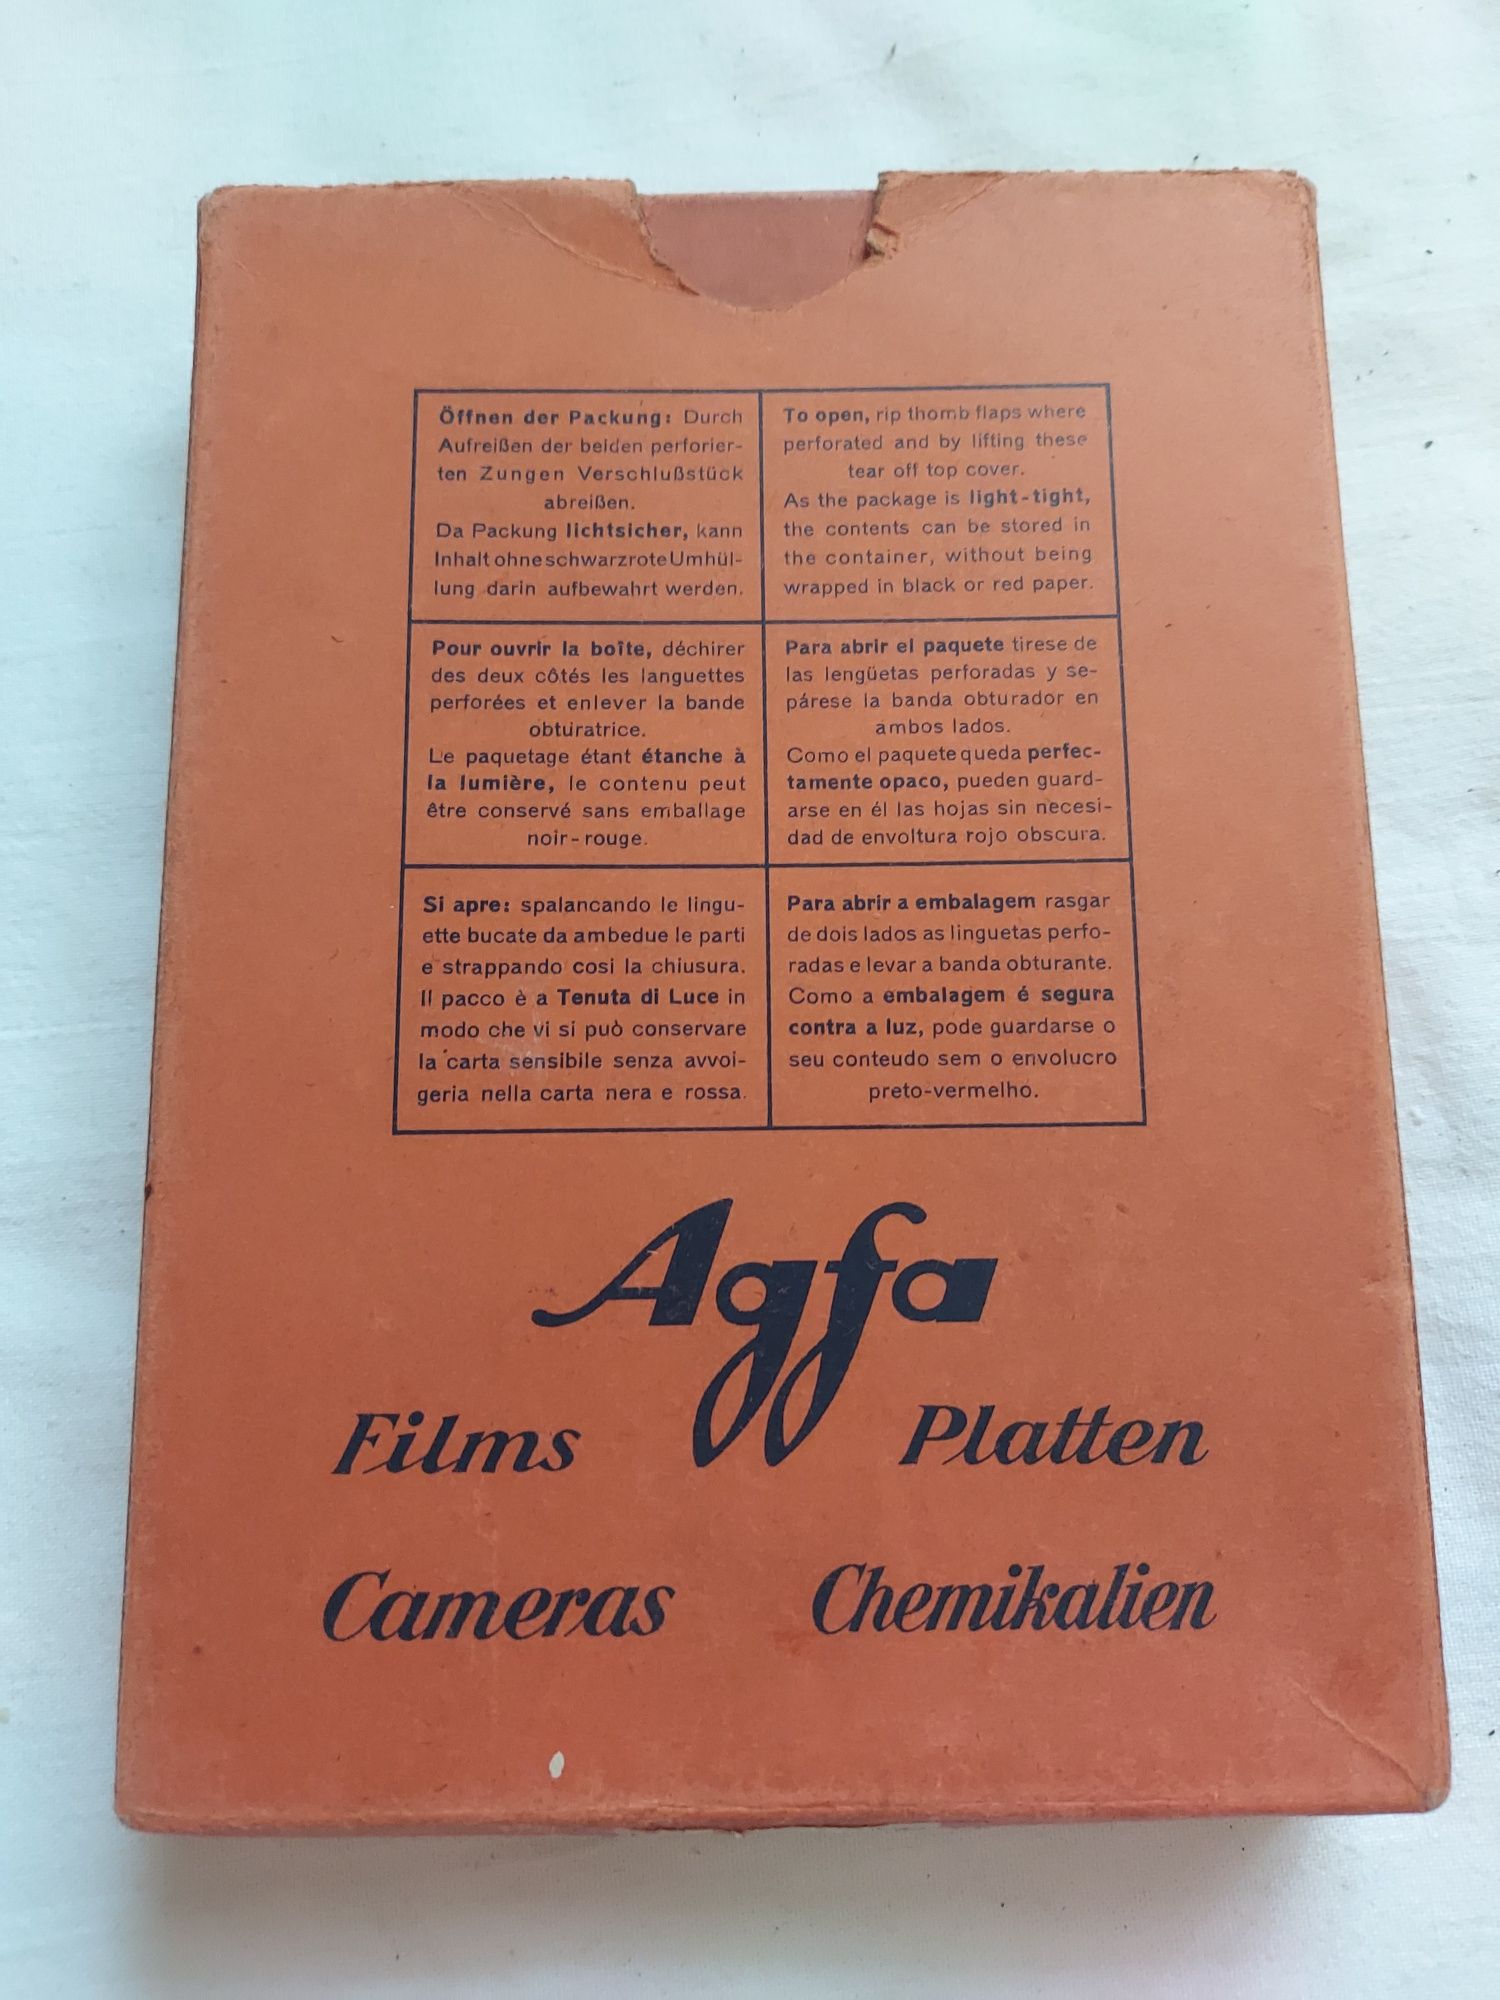 Öffnen der Packung: Durch
Aufreißen der beiden perforier-
ten Zungen Verschlußstück
abreißen.
Da Packung lichtsicher, kann
Inhalt ohne schwarzrote Umhül-
lung darin aufbewahrt werden.
To open, rip thomb flaps where
perforated and by lifting these
tear off top cover.
As the package is light-tight,
the contents can be stored in
the container, without being
wrapped in black or red paper.
Pour ouvrir la boîte, déchirer
des deux côtés les languettes
perforées et enlever la bande
obturatrice.
Le paquetage étant étanche à
la lumière, le contenu peut
être conservé sans emballage
noir-rouge.
Para abrir el paquete tirese de
las lengüetas perforadas y se-
párese la banda obturador en
ambos lados.
Como el paquete queda perfec-
tamente opaco, pueden guard-
arse en él las hojas sin necesi-
dad de envoltura rojo obscura.
Si apre: spalancando le lingu-
ette bucate da ambedue le parti
e strappando cosi la chiusura.
Il pacco è a Tenuta di Luce in
modo che vi si può conservare
la carta sensibile senza avvoi-
geria nella carta nera e rossa.
Para abrir a embalagem rasgar
de dois lados as linguetas perfo-
radas e levar a banda obturante.
Como a embalagem é segura
contra a luz, pode guardarse o
seu conteudo sem o envolucro
preto-vermelho.
Agfa
Films Platten
Cameras Chemikalien